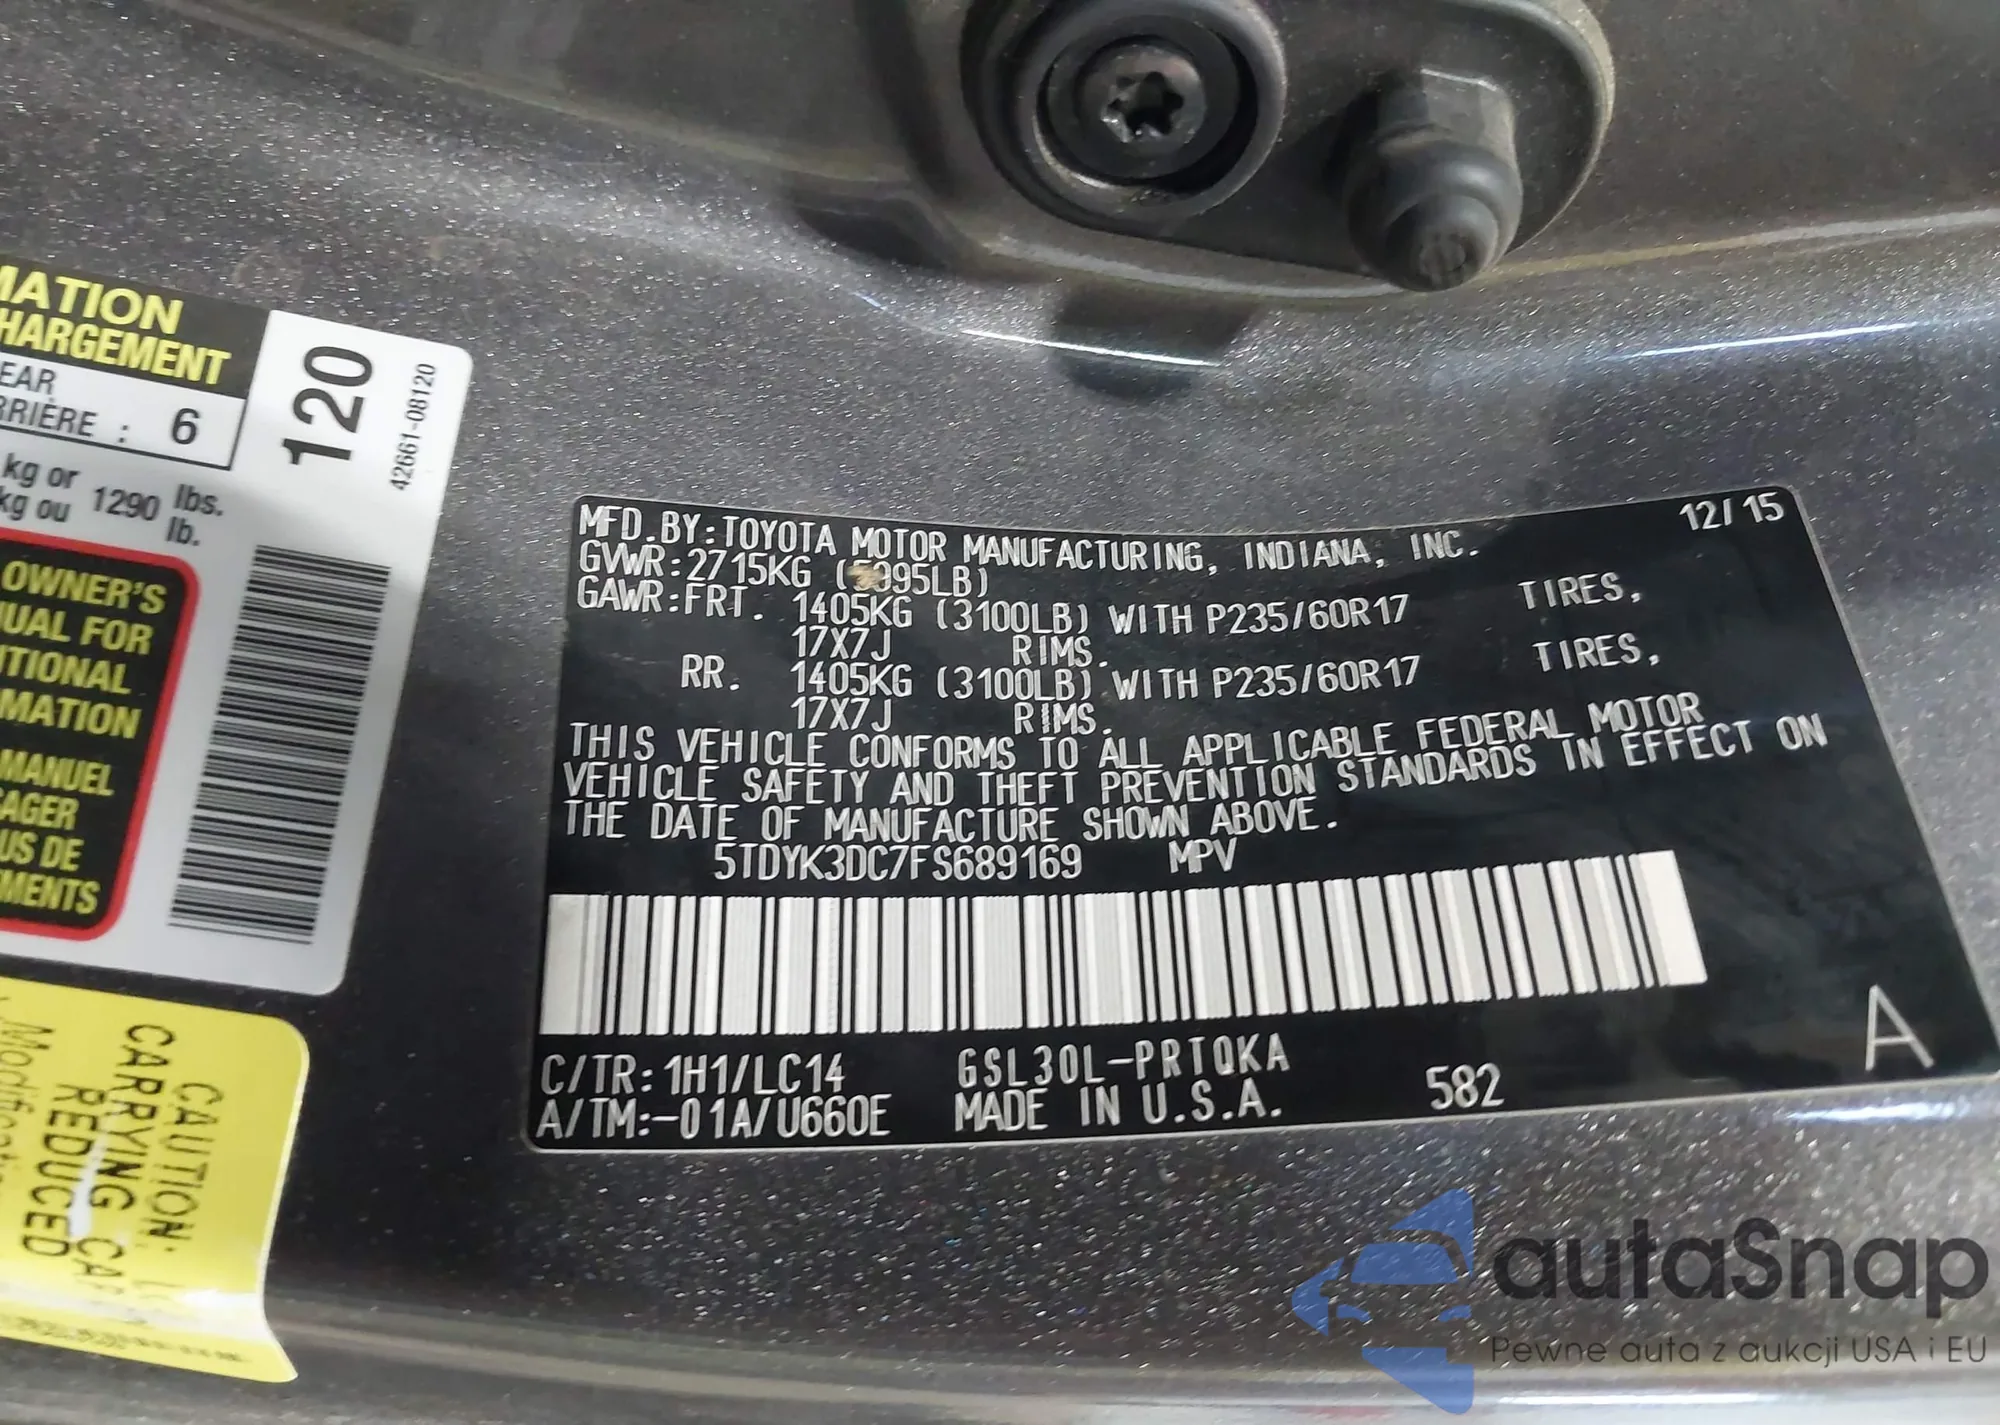 MATION
HARGEMENT
EAR
RRIÈRE : 6
kg or
kg ou 1290 lbs.
lb.
120
42661-08120
OWNER'S
UAL FOR
ITIONAL
MATION
MANUEL
AGER
US DE
MENTS
CAUTION:
CARRYING CA
REDUCED
MFD. BY: TOYOTA MOTOR MANUFACTURING, INDIANA, INC. 12/15
GVWR: 2715KG (5995LB)
GAWR: FRT. 1405KG (3100LB) WITH P235/60R17 TIRES,
17X7J RIMS.
RR. 1405KG (3100LB) WITH P235/60R17 TIRES,
17X7J RIMS.
THIS VEHICLE CONFORMS TO ALL APPLICABLE FEDERAL MOTOR
VEHICLE SAFETY AND THEFT PREVENTION STANDARDS IN EFFECT ON
THE DATE OF MANUFACTURE SHOWN ABOVE.
5TDYK3DC7FS689169 MPV
C/TR: 1H1/LC14 GSL30L-PRTQKA
A/TM:-01A/U660E MADE IN U.S.A. 582
A
autaSnap
Pewne auta z aukcji USA i EU